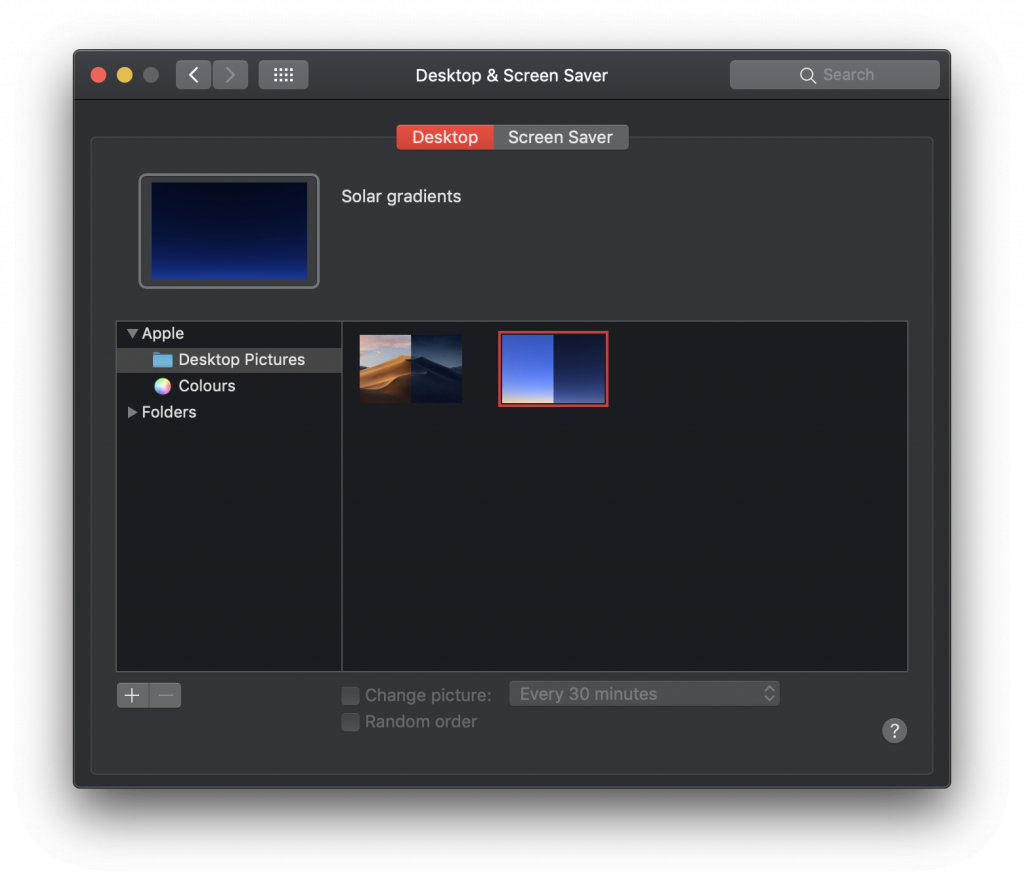 Desktop & Screen Saver
Search
Desktop
Screen Saver
Solar gradients
Apple
Desktop Pictures
Colours
Folders
Change picture:
Every 30 minutes
Random order
?